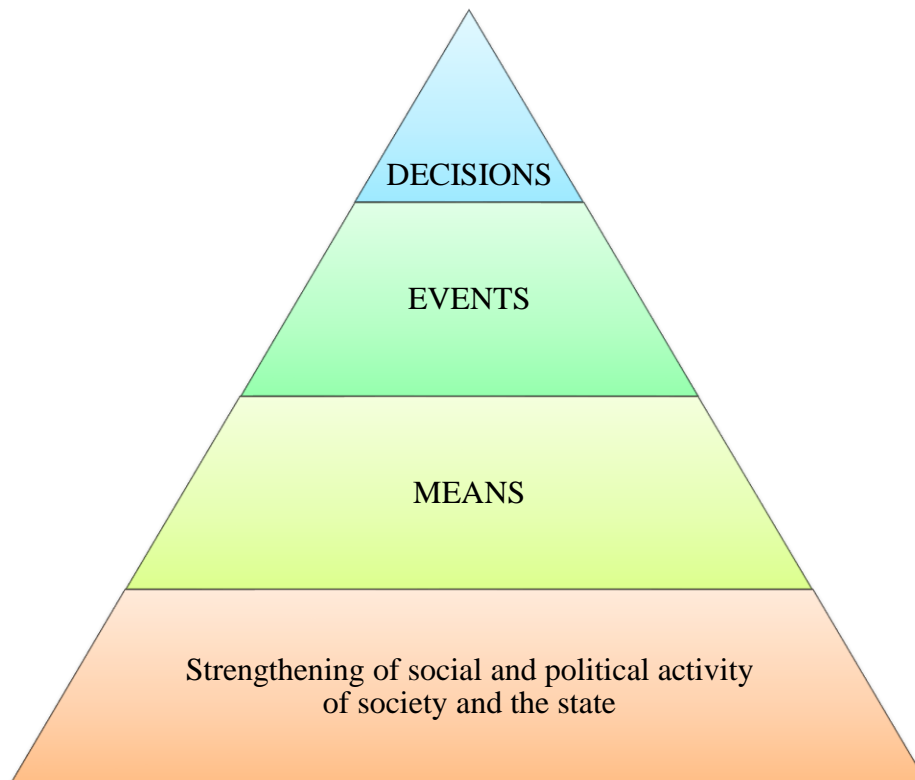 DECISIONS
EVENTS
MEANS
Strengthening of social and political activity
of society and the state